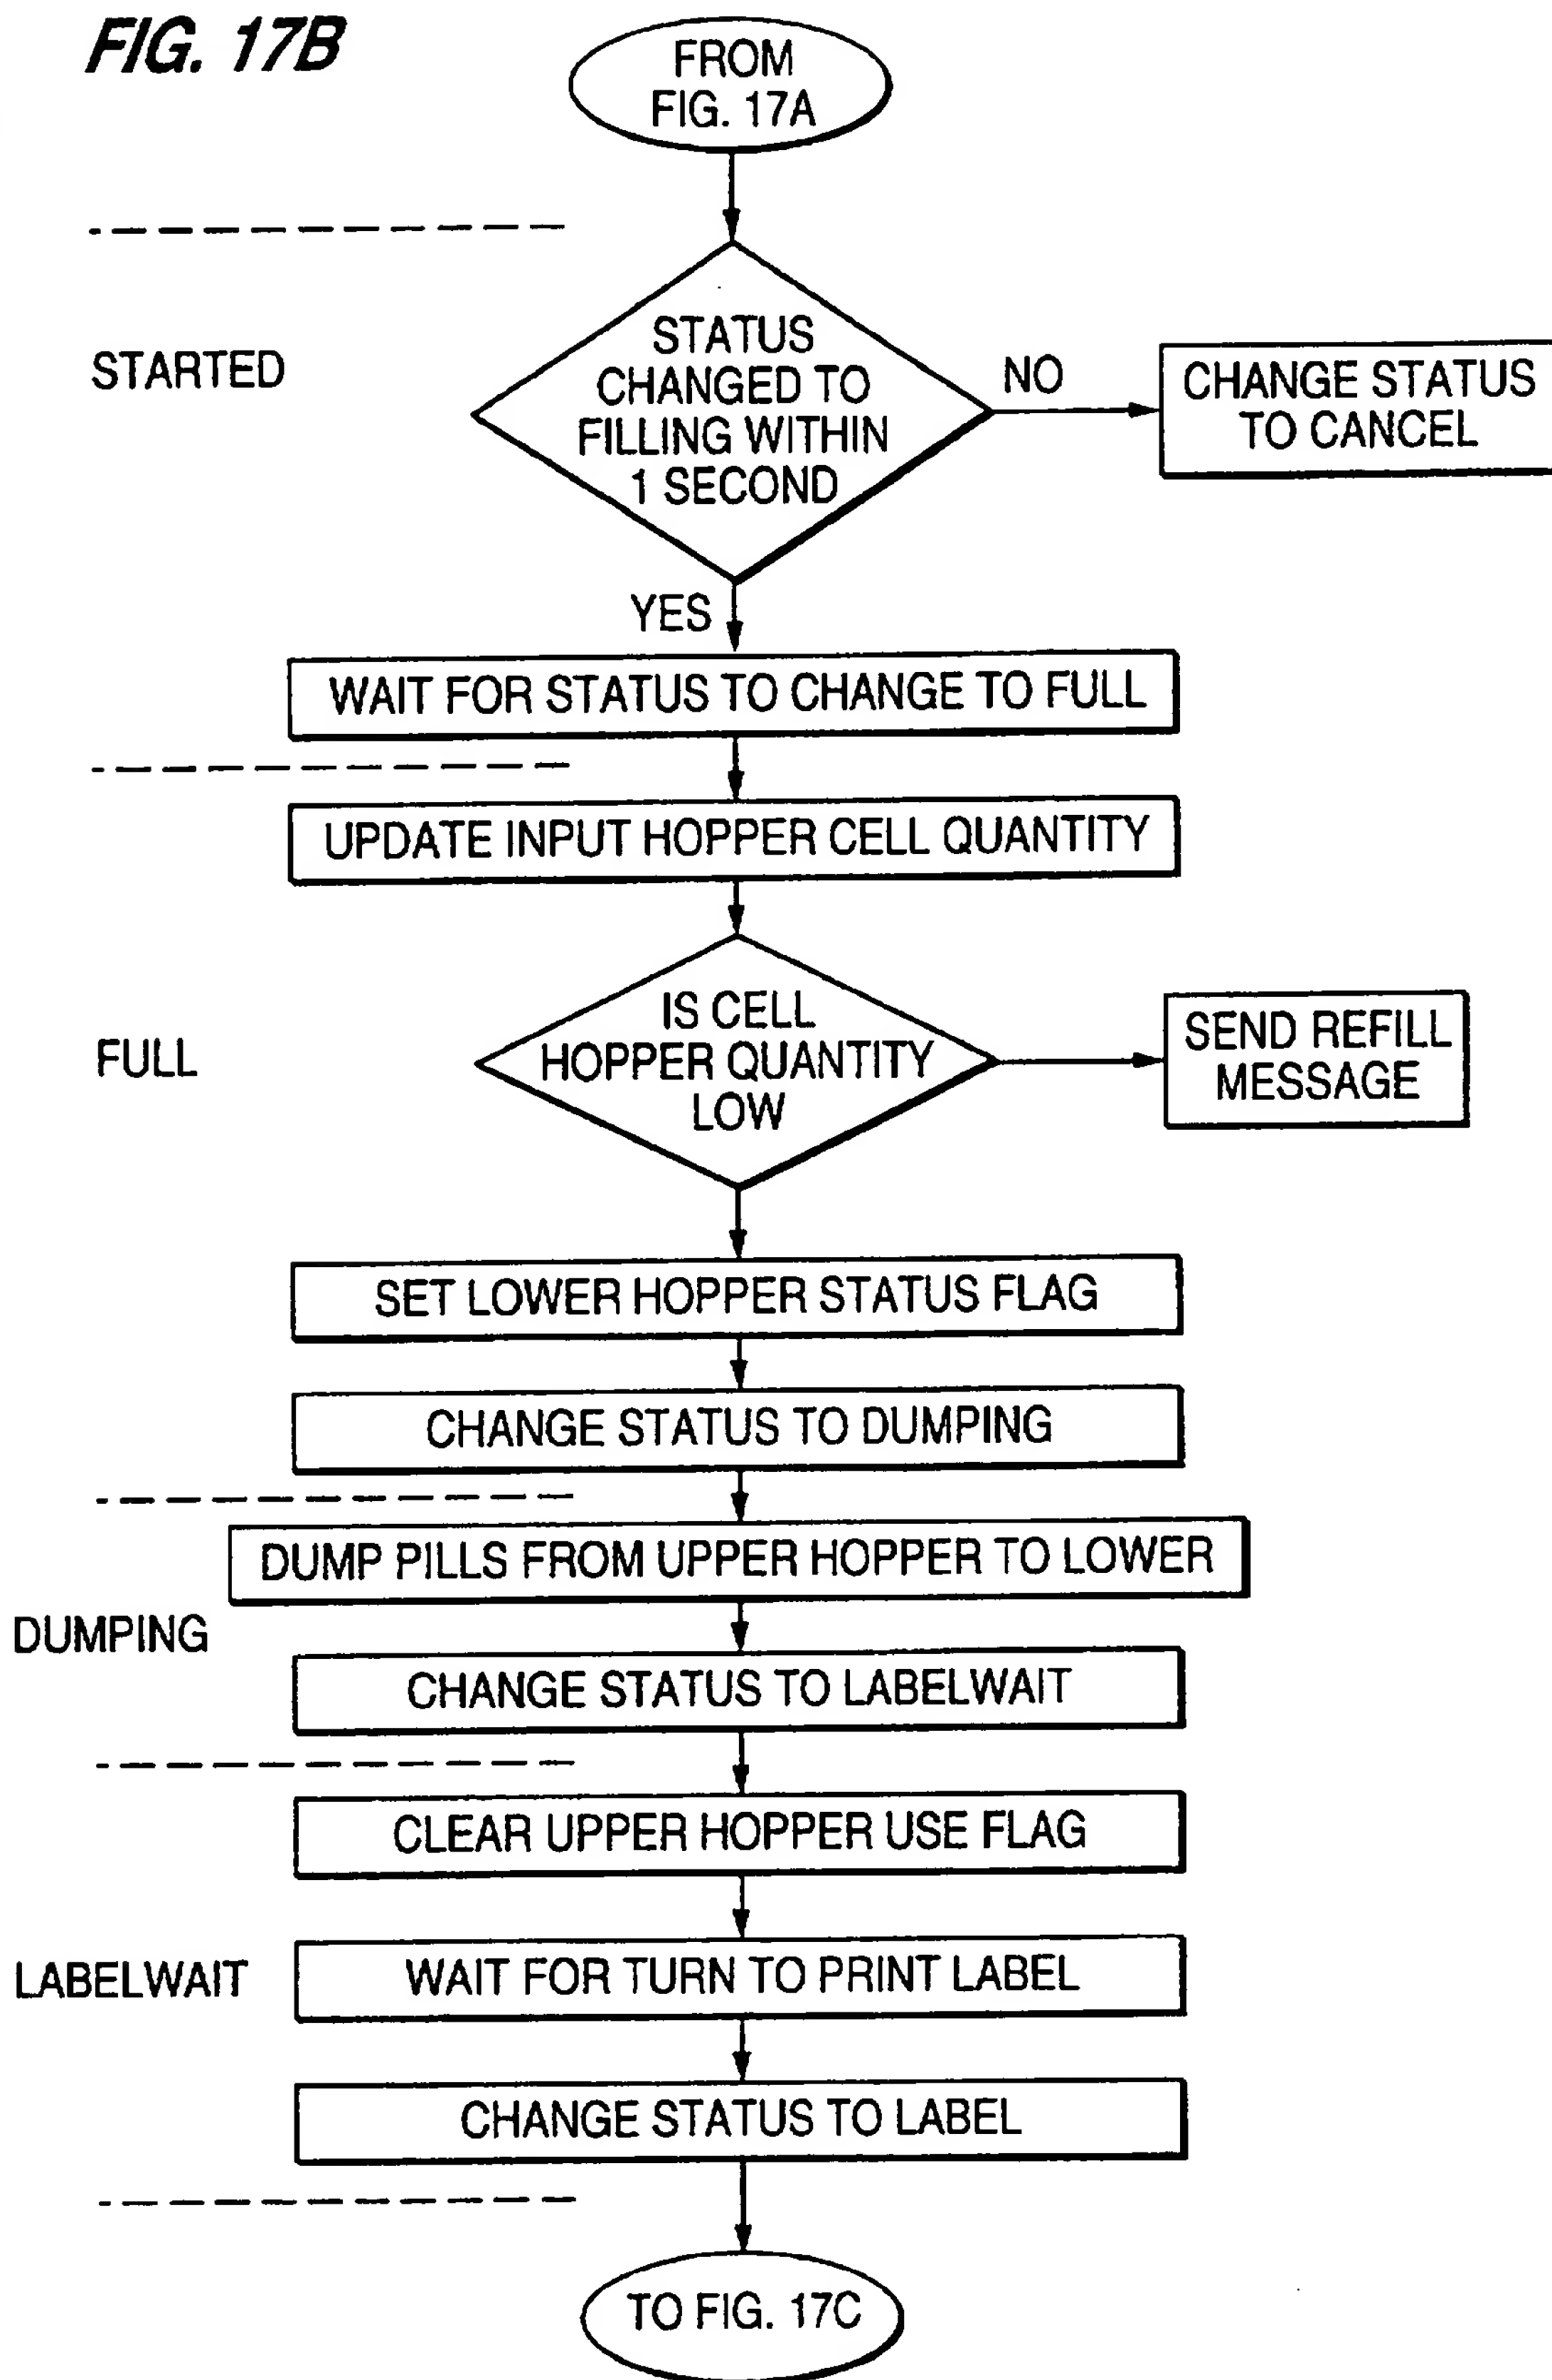 FIG. 17B
FROM
FIG. 17A
STARTED
STATUS
CHANGED TO
FILLING WITHIN
1 SECOND
NO
CHANGE STATUS
TO CANCEL
YES
WAIT FOR STATUS TO CHANGE TO FULL
UPDATE INPUT HOPPER CELL QUANTITY
FULL
IS CELL
HOPPER QUANTITY
LOW
SEND REFILL
MESSAGE
SET LOWER HOPPER STATUS FLAG
CHANGE STATUS TO DUMPING
DUMP PILLS FROM UPPER HOPPER TO LOWER
DUMPING
CHANGE STATUS TO LABELWAIT
CLEAR UPPER HOPPER USE FLAG
LABELWAIT
WAIT FOR TURN TO PRINT LABEL
CHANGE STATUS TO LABEL
TO FIG. 17C